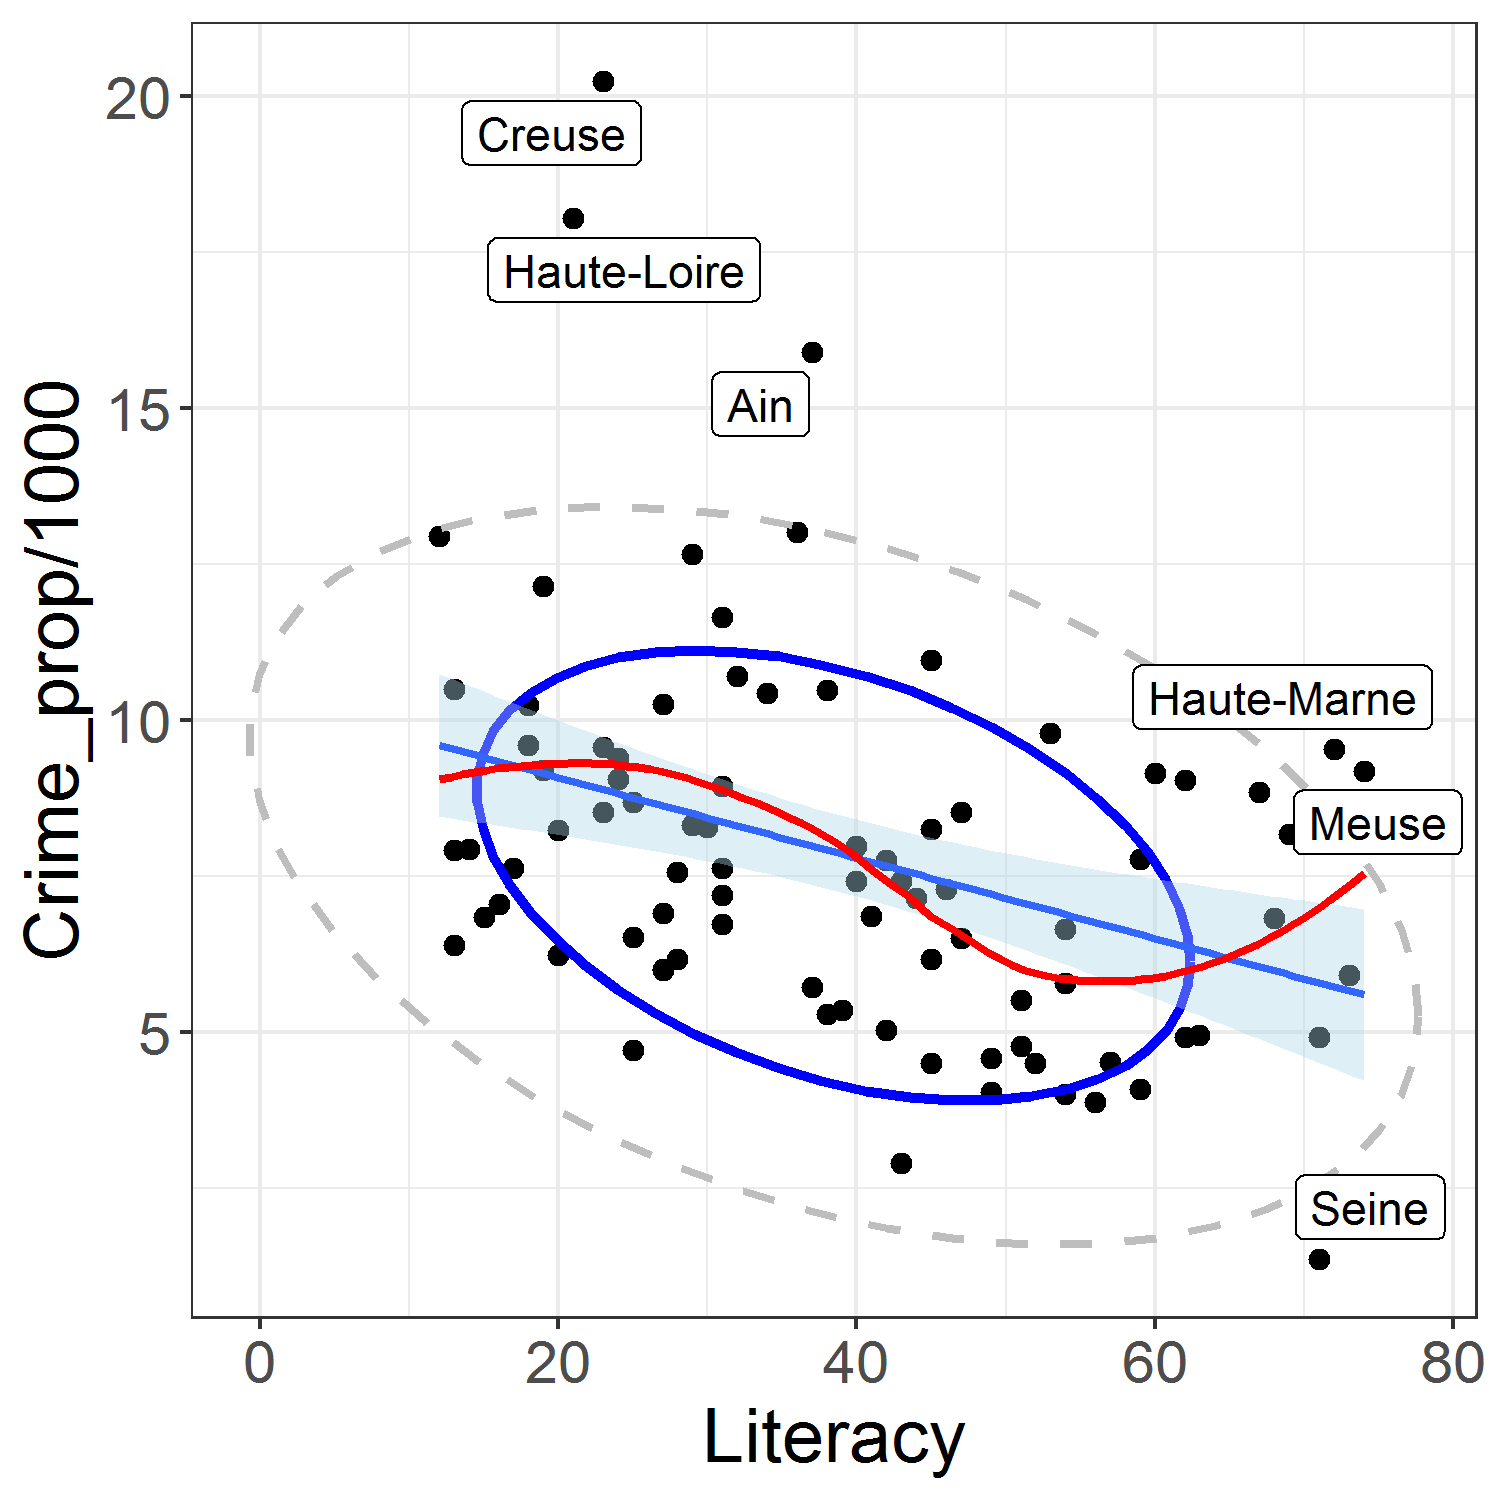 Crime_prop/1000
20
15
10
5
Creuse
Haute-Loire
Ain
Haute-Marne
Meuse
Seine
0 20 40 60 80
Literacy